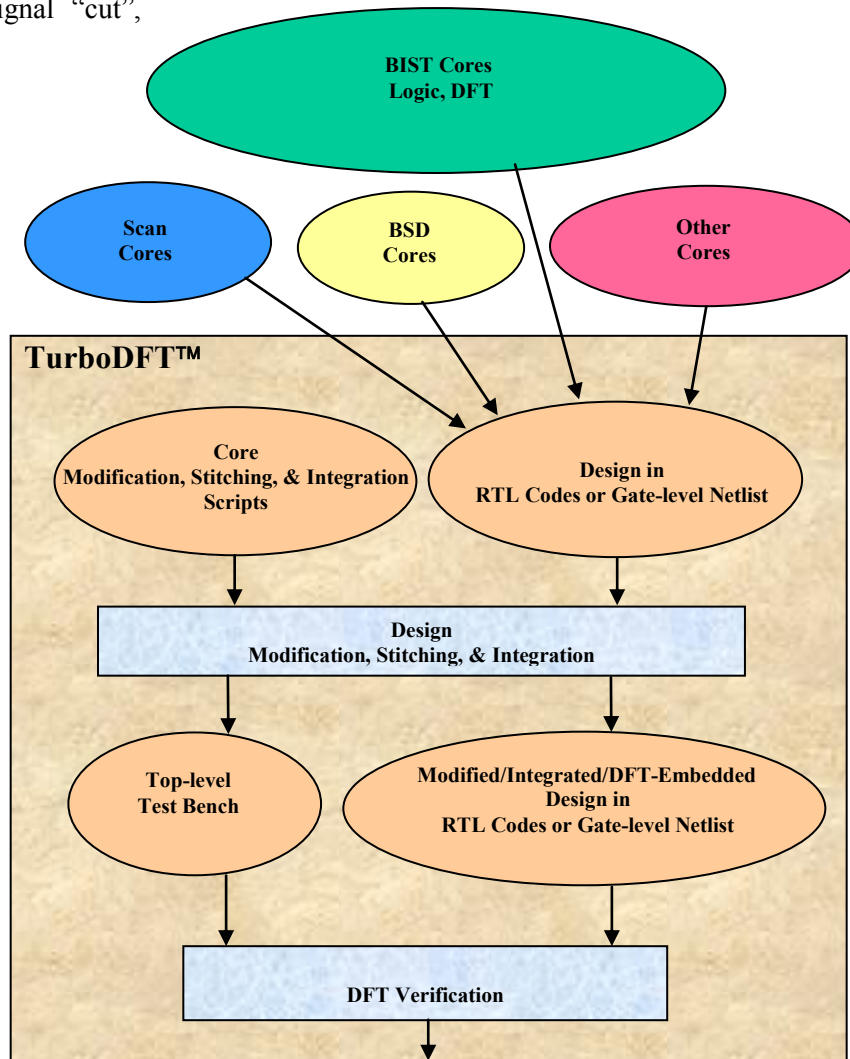 ignal “cut”,
BIST Cores
Logic, DFT
Scan
Cores
BSD
Cores
Other
Cores
TurboDFT™
Core
Modification, Stitching, & Integration
Scripts
Design in
RTL Codes or Gate-level Netlist
Design
Modification, Stitching, & Integration
Top-level
Test Bench
Modified/Integrated/DFT-Embedded
Design in
RTL Codes or Gate-level Netlist
DFT Verification